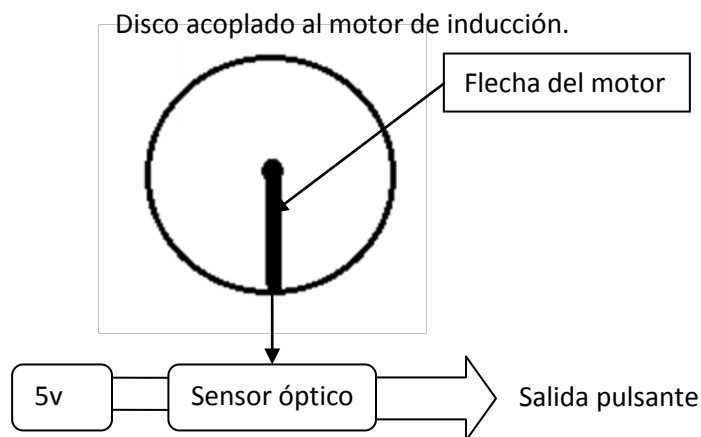 Disco acoplado al motor de inducción.
Flecha del motor
5v
Sensor óptico
Salida pulsante